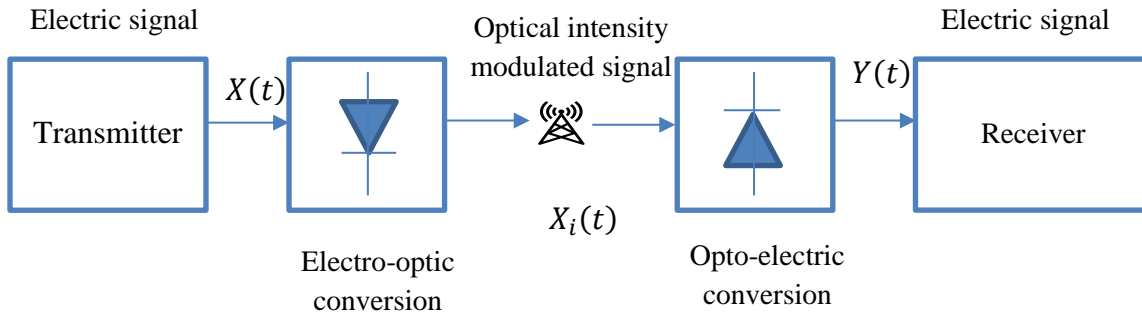 Electric signal
Transmitter
X(t)
Electro-optic
conversion
Optical intensity
modulated signal
X_i(t)
Opto-electric
conversion
Y(t)
Electric signal
Receiver